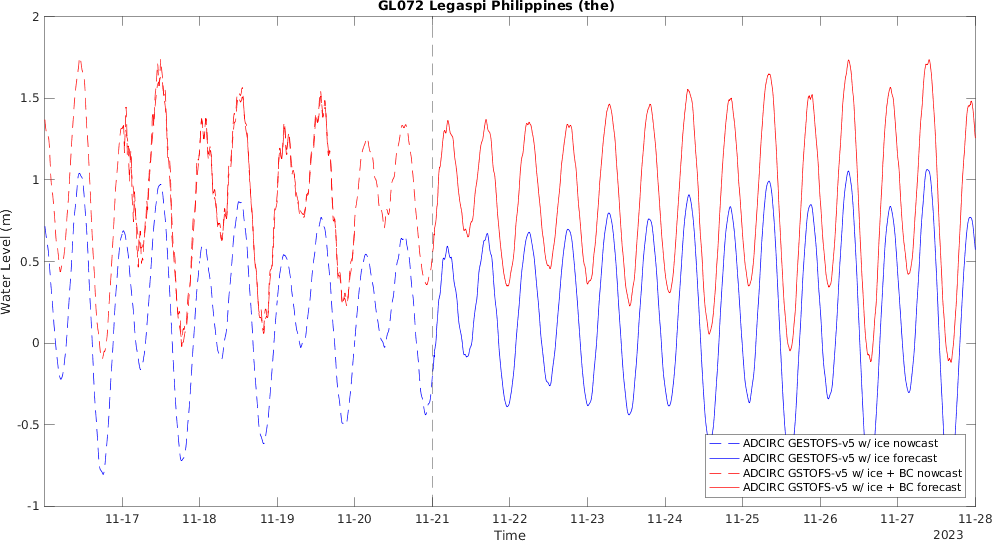 GL072 Legaspi Philippines (the)
2
1.5
1
0.5
0
-0.5
-1
Water Level (m)
ADCIRC GESTOFS-v5 w/ ice nowcast
ADCIRC GESTOFS-v5 w/ ice forecast
ADCIRC GSTOFS-v5 w/ ice + BC nowcast
ADCIRC GSTOFS-v5 w/ ice + BC forecast
11-17 11-18 11-19 11-20 11-21 11-22 11-23 11-24 11-25 11-26 11-27 11-28
Time
2023